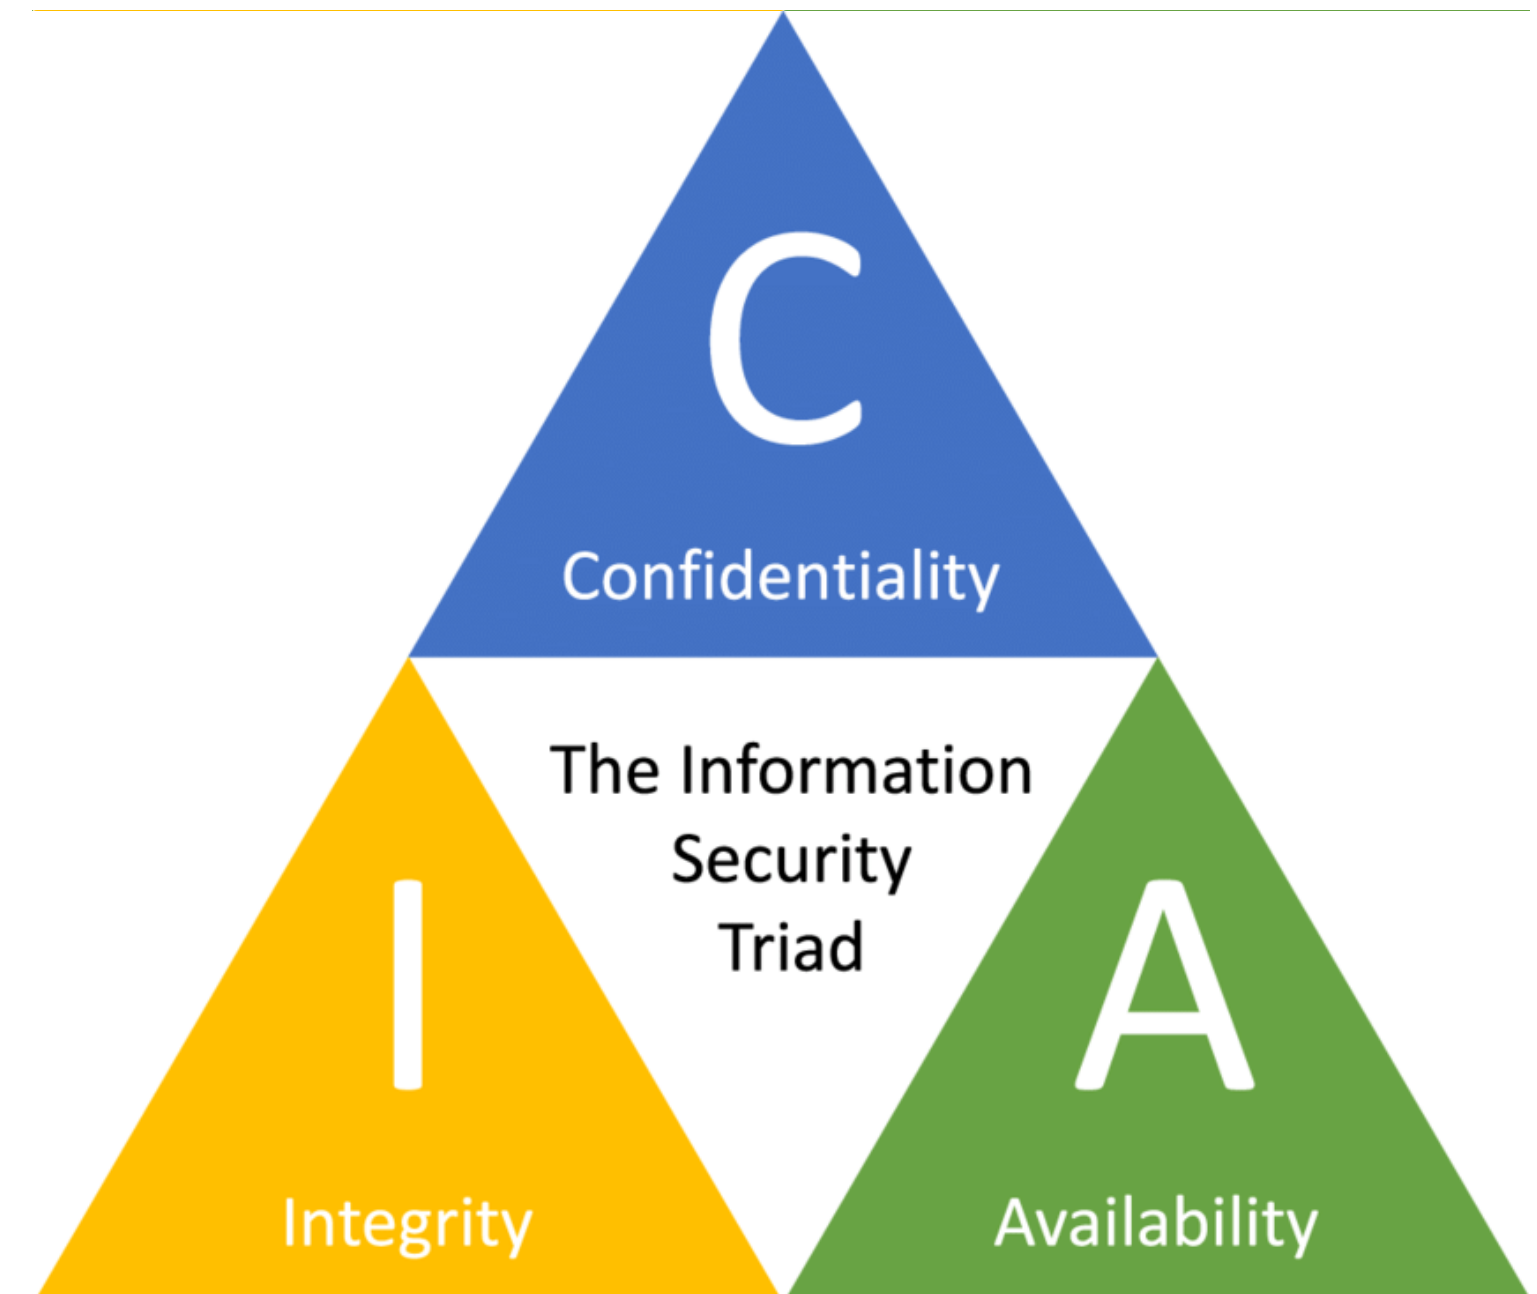 C
Confidentiality
The Information
Security
Triad
I
A
Integrity
Availability